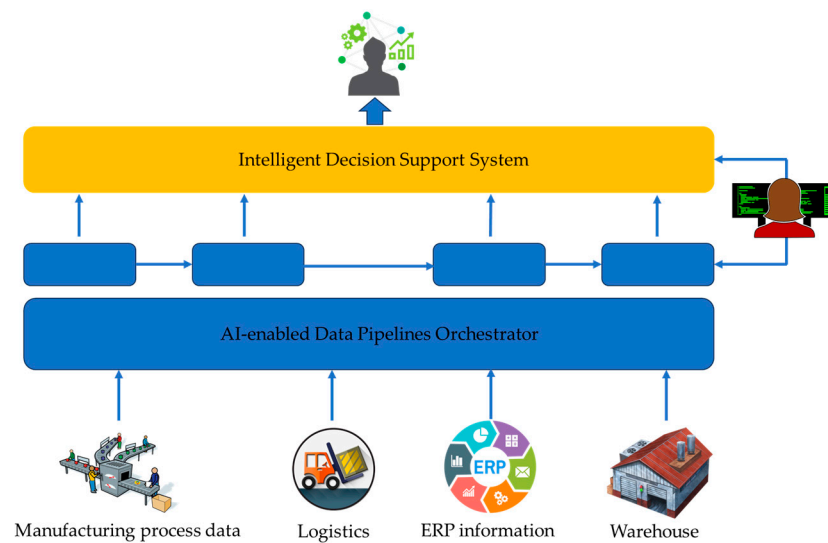 Intelligent Decision Support System
AI-enabled Data Pipelines Orchestrator
ERP
Manufacturing process data
Logistics
ERP information
Warehouse